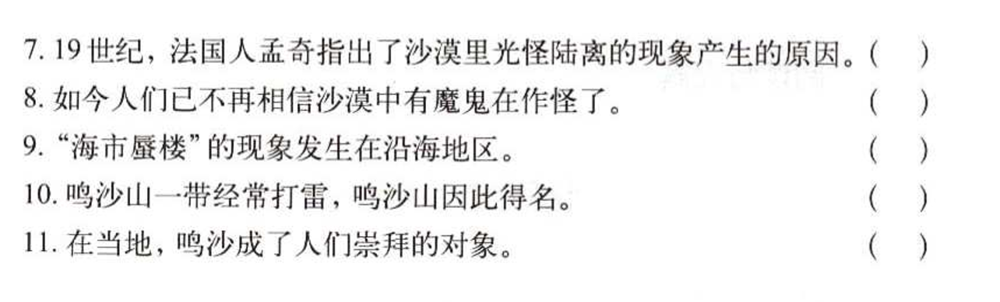 7. 19世纪，法国人孟奇指出了沙漠里光怪陆离的现象产生的原因。(　)
8. 如今人们已不再相信沙漠中有魔鬼在作怪了。(　)
9. “海市蜃楼”的现象发生在沿海地区。(　)
10. 鸣沙山一带经常打雷，鸣沙山因此得名。(　)
11. 在当地，鸣沙成了人们崇拜的对象。(　)